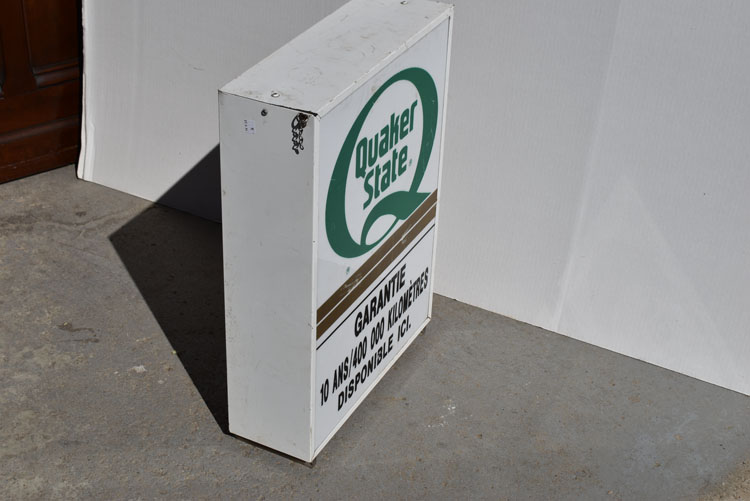 Quaker
State®
GARANTIE
10 ANS/400 000 KILOMÈTRES
DISPONIBLE ICI.